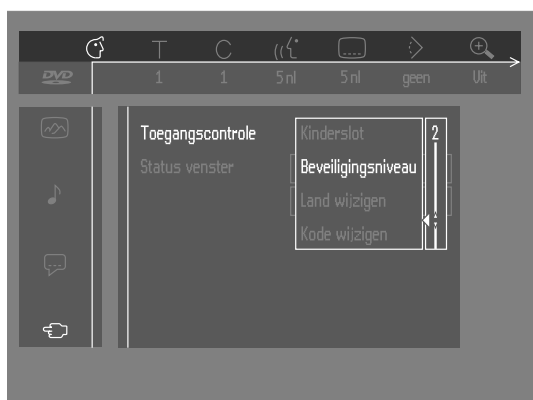 T C
DVD 1 1 5 nl 5 nl geen Uit
Toegangscontrole
Status venster
Kinderslot
Beveiligingsniveau
Land wijzigen
Kode wijzigen
2